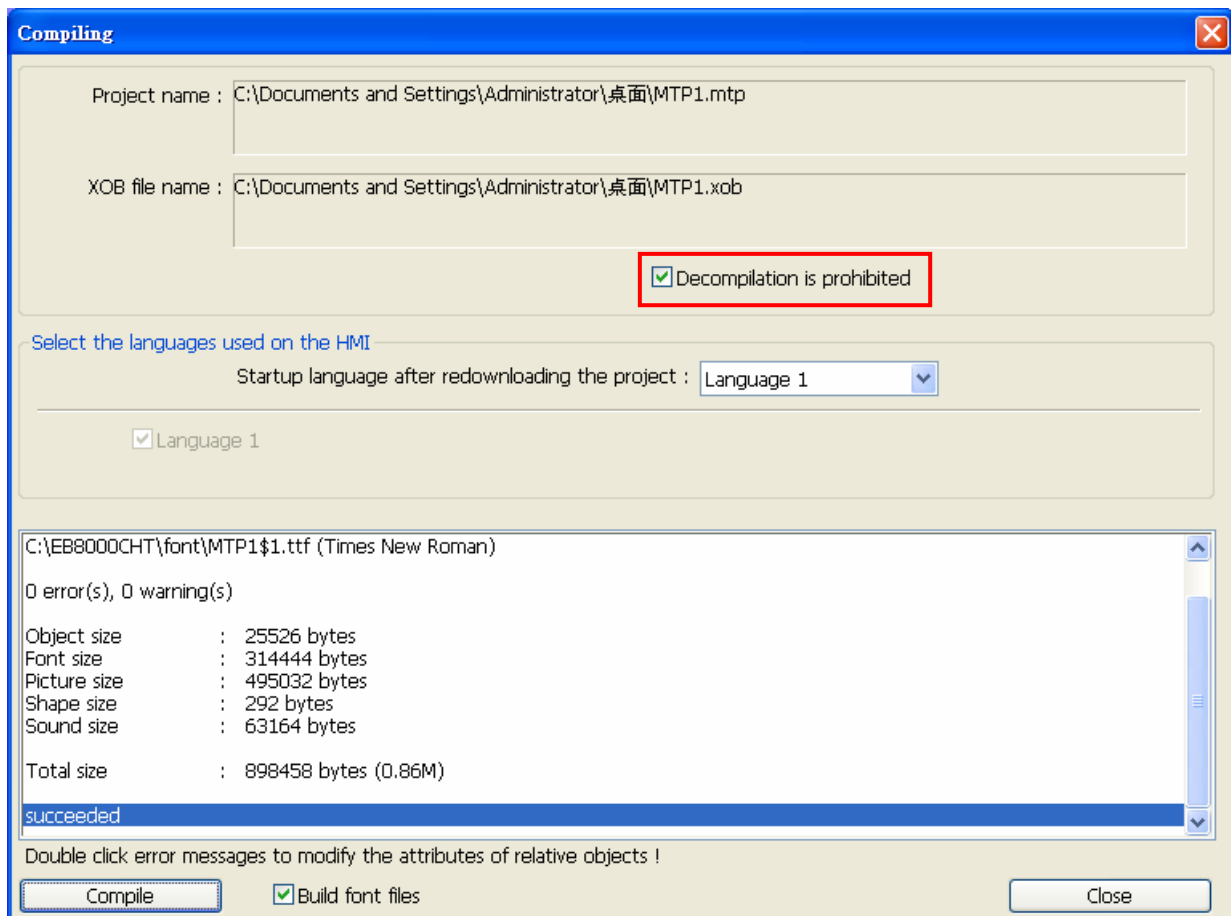 Compiling
Project name : C:\Documents and Settings\Administrator\桌面\MTP1.mtp
XOB file name : C:\Documents and Settings\Administrator\桌面\MTP1.xob
Decompilation is prohibited
Select the languages used on the HMI
Startup language after redownloading the project : Language 1
Language 1
C:\EB8000CHT\font\MTP1$1.ttf (Times New Roman)
0 error(s), 0 warning(s)
Object size : 25526 bytes
Font size : 314444 bytes
Picture size : 495032 bytes
Shape size : 292 bytes
Sound size : 63164 bytes
Total size : 898458 bytes (0.86M)
succeeded
Double click error messages to modify the attributes of relative objects !
Compile Build font files Close